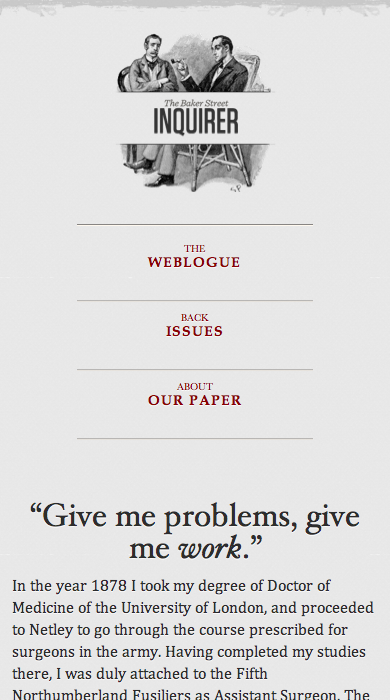 The Baker Street
INQUIRER
THE
WEBLOGUE
BACK
ISSUES
ABOUT
OUR PAPER
“Give me problems, give
me work.”
In the year 1878 I took my degree of Doctor of
Medicine of the University of London, and proceeded
to Netley to go through the course prescribed for
surgeons in the army. Having completed my studies
there, I was duly attached to the Fifth
Northumberland Fusiliers as Assistant Surgeon. The